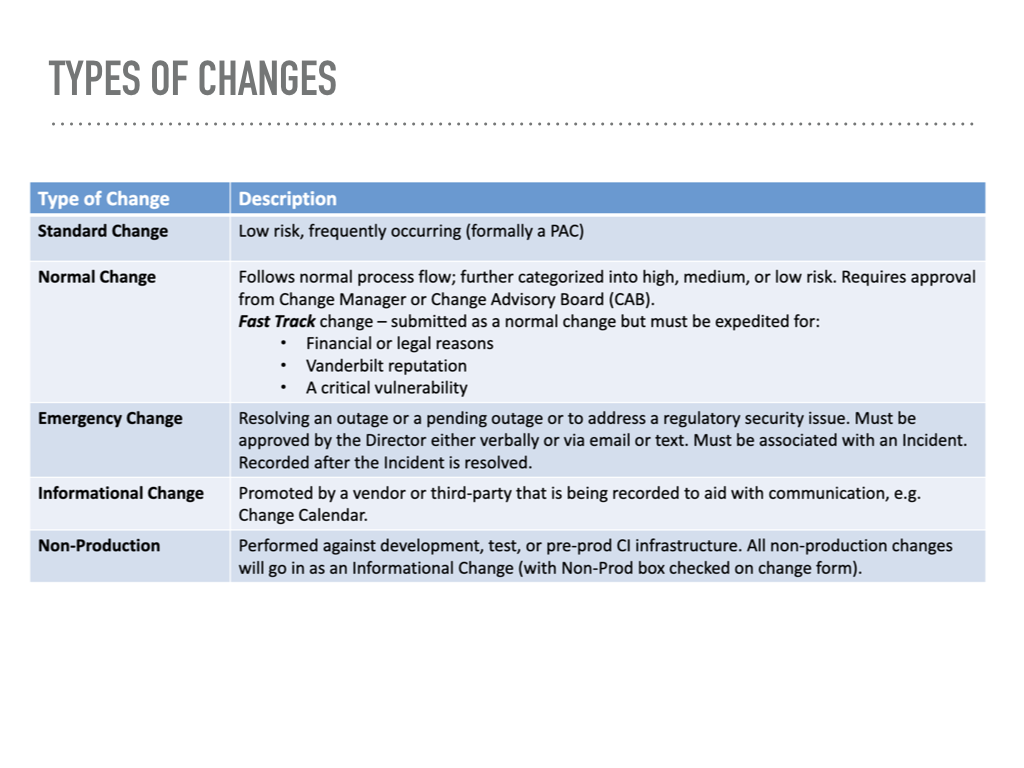 TYPES OF CHANGES
Type of Change
Description
Standard Change
Low risk, frequently occurring (formally a PAC)
Normal Change
Follows normal process flow; further categorized into high, medium, or low risk. Requires approval
from Change Manager or Change Advisory Board (CAB).
Fast Track change – submitted as a normal change but must be expedited for:
• Financial or legal reasons
• Vanderbilt reputation
• A critical vulnerability
Emergency Change
Resolving an outage or a pending outage or to address a regulatory security issue. Must be
approved by the Director either verbally or via email or text. Must be associated with an Incident.
Recorded after the Incident is resolved.
Informational Change
Promoted by a vendor or third-party that is being recorded to aid with communication, e.g.
Change Calendar.
Non-Production
Performed against development, test, or pre-prod CI infrastructure. All non-production changes
will go in as an Informational Change (with Non-Prod box checked on change form).